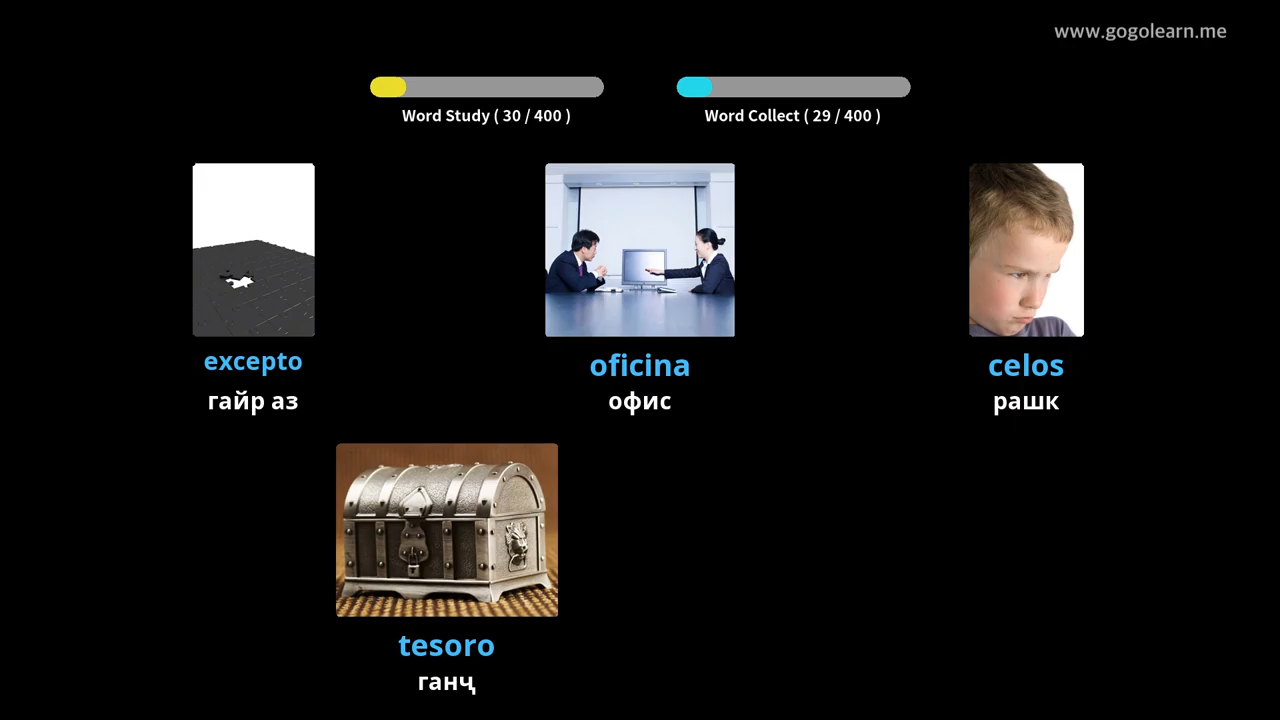 www.gogolearn.me
Word Study ( 30 / 400 )
Word Collect ( 29 / 400 )
excepto
гайр аз
oficina
офис
celos
рашк
tesoro
ганҷ